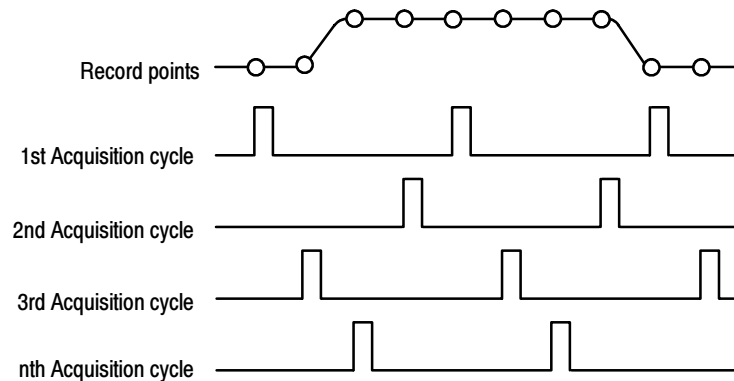 Record points
1st Acquisition cycle
2nd Acquisition cycle
3rd Acquisition cycle
nth Acquisition cycle